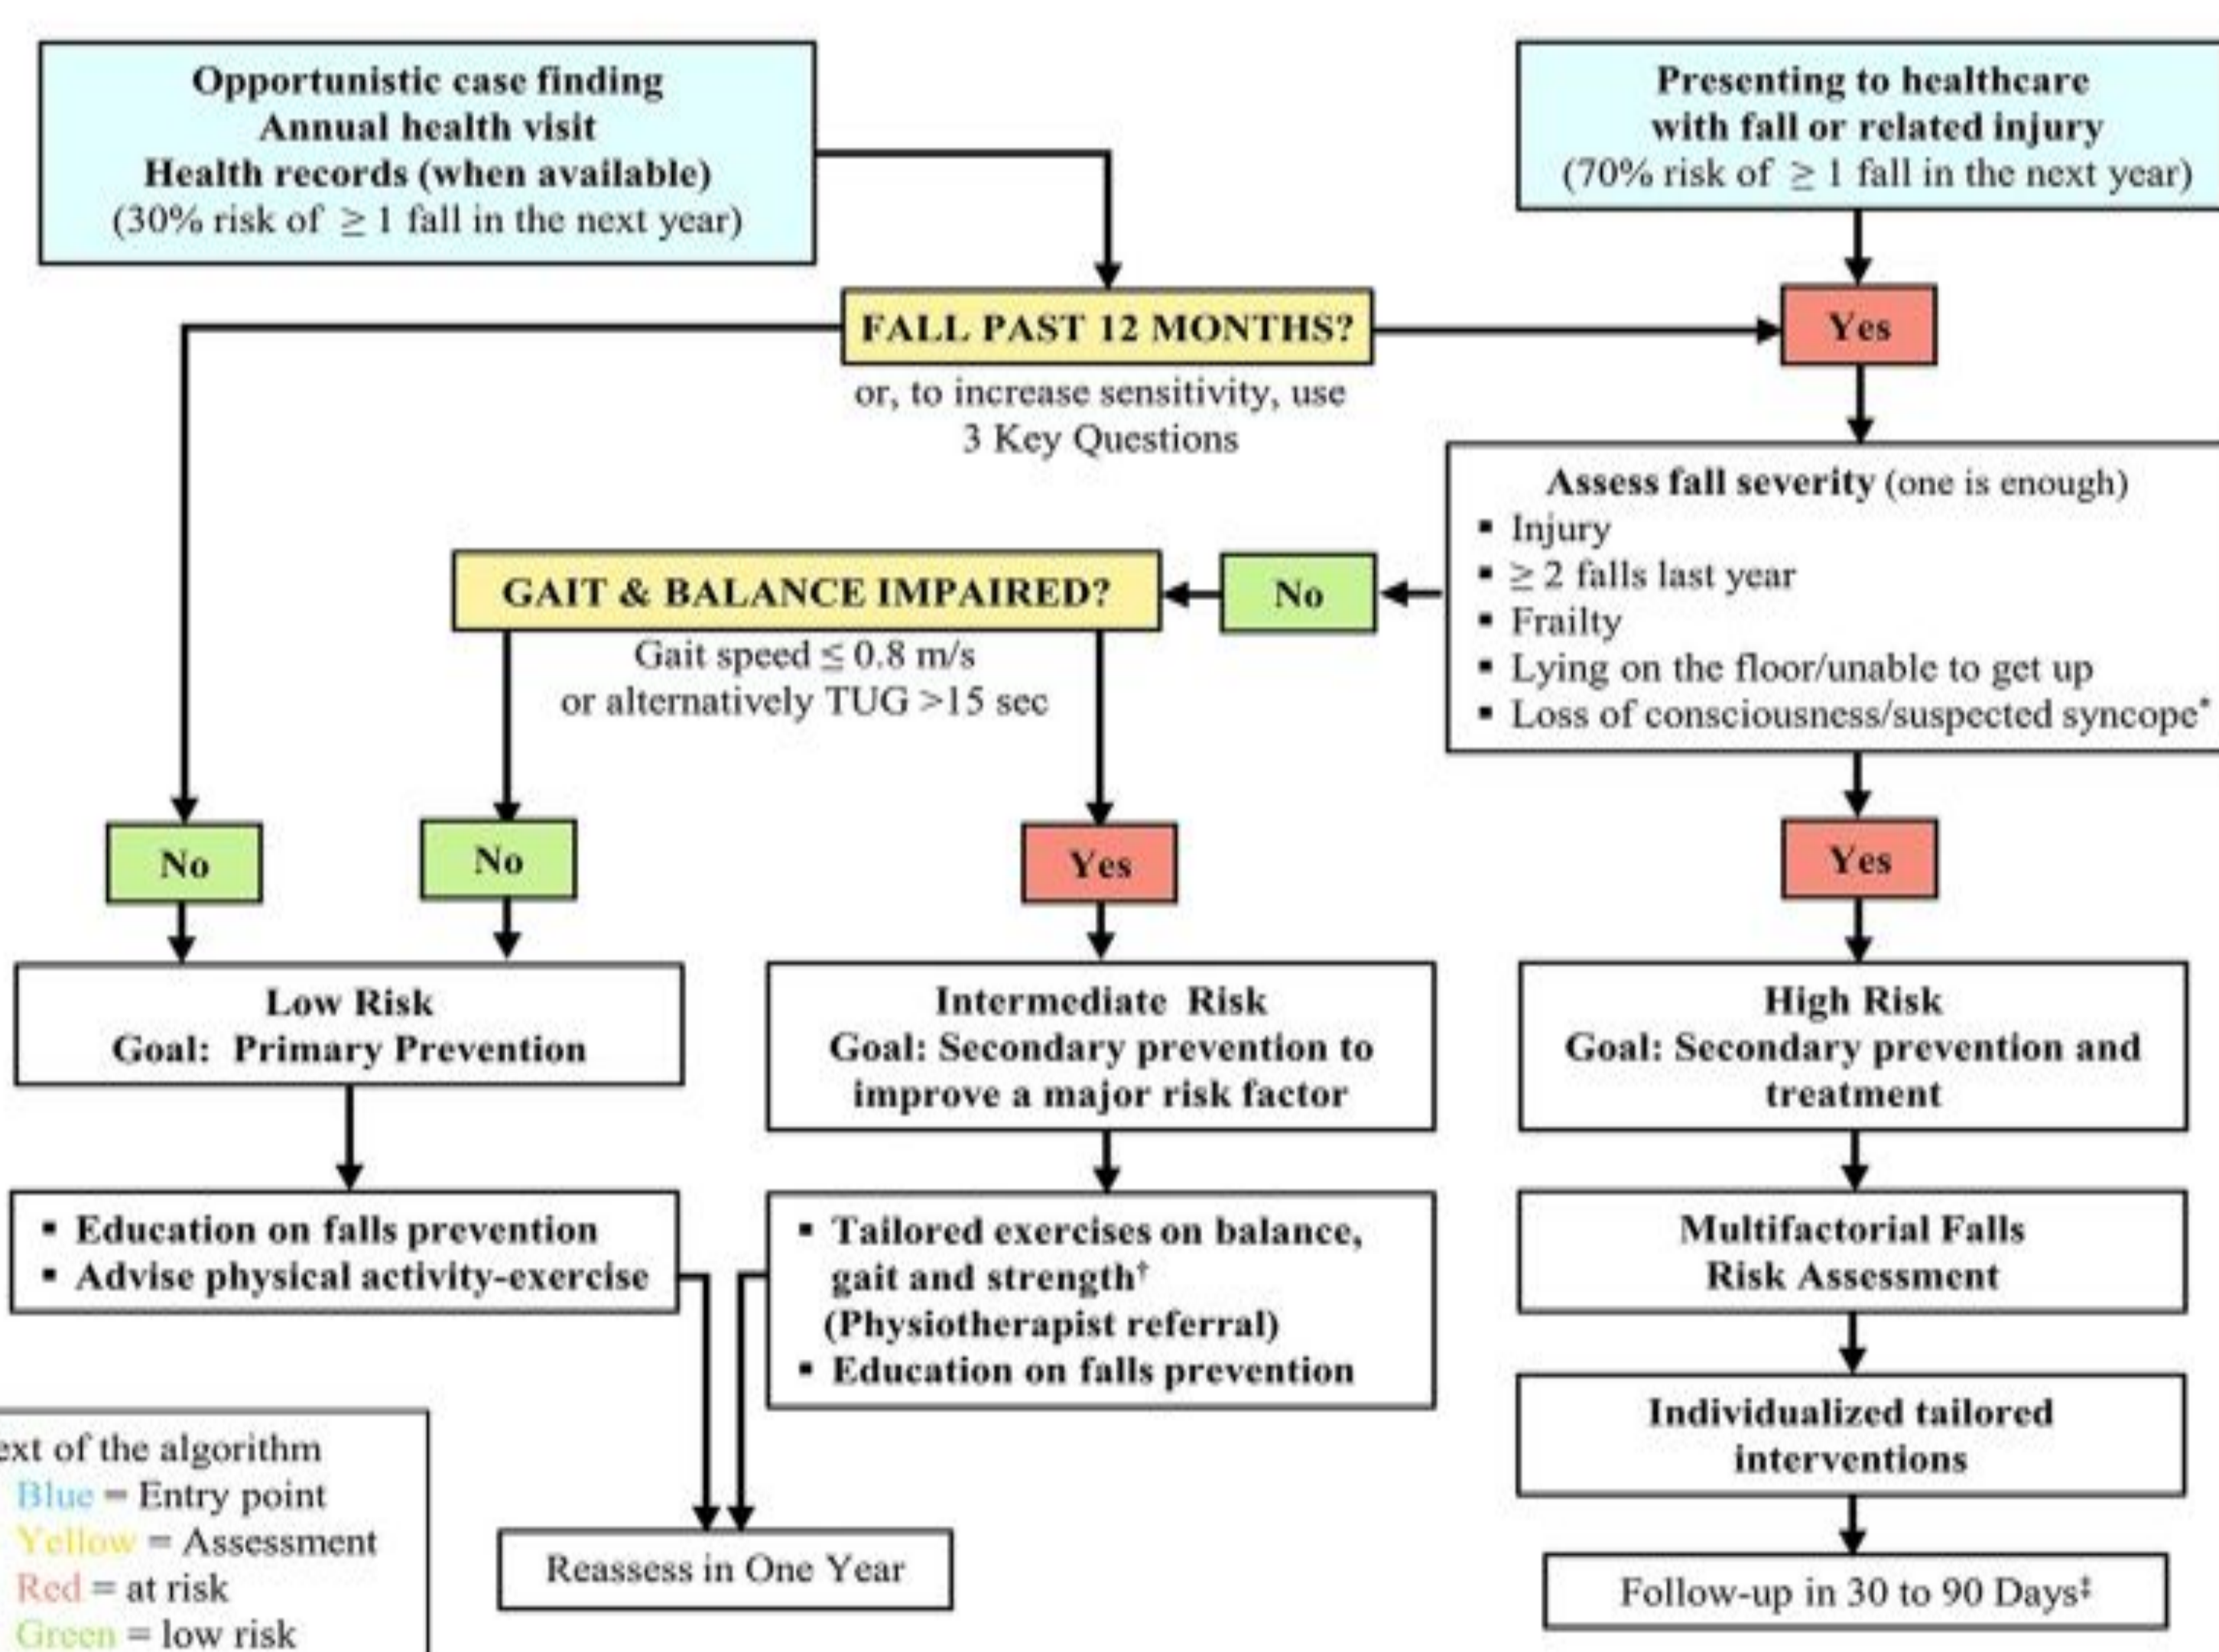 Opportunistic case finding
Annual health visit
Health records (when available)
(30% risk of ≥ 1 fall in the next year)
Presenting to healthcare
with fall or related injury
(70% risk of ≥ 1 fall in the next year)
FALL PAST 12 MONTHS?
or, to increase sensitivity, use
3 Key Questions
Yes
Assess fall severity (one is enough)
▪ Injury
▪ ≥ 2 falls last year
▪ Frailty
▪ Lying on the floor/unable to get up
▪ Loss of consciousness/suspected syncope*
No
GAIT & BALANCE IMPAIRED?
Gait speed ≤ 0.8 m/s
or alternatively TUG >15 sec
No
No
Yes
Yes
Low Risk
Goal: Primary Prevention
Intermediate Risk
Goal: Secondary prevention to
improve a major risk factor
High Risk
Goal: Secondary prevention and
treatment
▪ Education on falls prevention
▪ Advise physical activity-exercise
▪ Tailored exercises on balance,
gait and strength†
(Physiotherapist referral)
▪ Education on falls prevention
Multifactorial Falls
Risk Assessment
Individualized tailored
interventions
Reassess in One Year
Follow-up in 30 to 90 Days‡
of the algorithm
Blue = Entry point
Yellow = Assessment
Red = at risk
Green = low risk